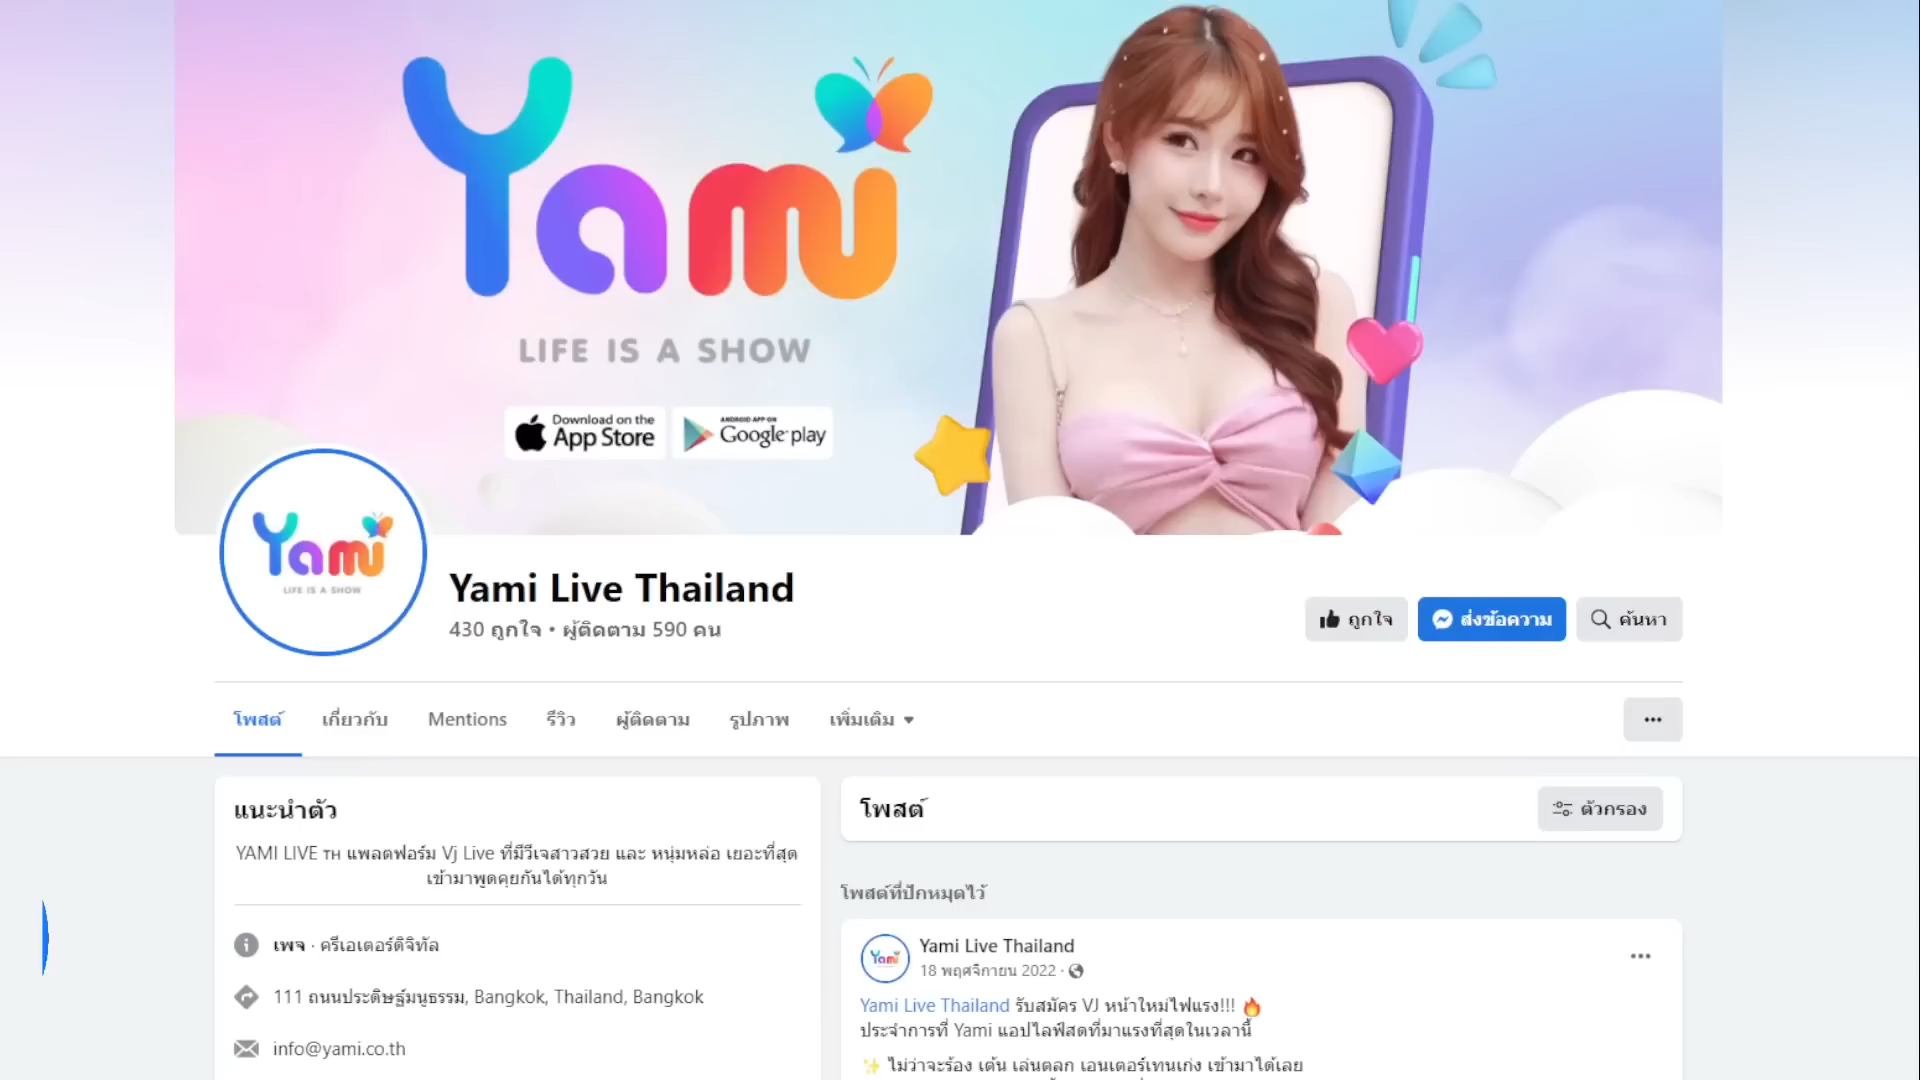 Yami
LIFE IS A SHOW
Download on the
App Store
ANDROID APP ON
Google play
Yami
LIFE IS A SHOW
Yami Live Thailand
430 ถูกใจ • ผู้ติดตาม 590 คน
ถูกใจ
ส่งข้อความ
ค้นหา
โพสต์
เกี่ยวกับ
Mentions
รีวิว
ผู้ติดตาม
รูปภาพ
เพิ่มเติม
แนะนำตัว
YAMI LIVE ᴛʜ แพลตฟอร์ม Vj Live ที่มีวีเจสาวสวย และ หนุ่มหล่อ เยอะที่สุด
เข้ามาพูดคุยกันได้ทุกวัน
เพจ · ครีเอเตอร์ดิจิทัล
111 ถนนประดิษฐ์มนูธรรม, Bangkok, Thailand, Bangkok
info@yami.co.th
โพสต์
ตัวกรอง
โพสต์ที่ปักหมุดไว้
Yami
Yami Live Thailand
18 พฤศจิกายน 2022 ·
Yami Live Thailand รับสมัคร VJ หน้าใหม่ไฟแรง!!! 🔥
ประจำการที่ Yami แอปไลฟ์สดที่มาแรงที่สุดในเวลานี้
✨ ไม่ว่าจะร้อง เต้น เล่นตลก เอนเตอร์เทนเก่ง เข้ามาได้เลย